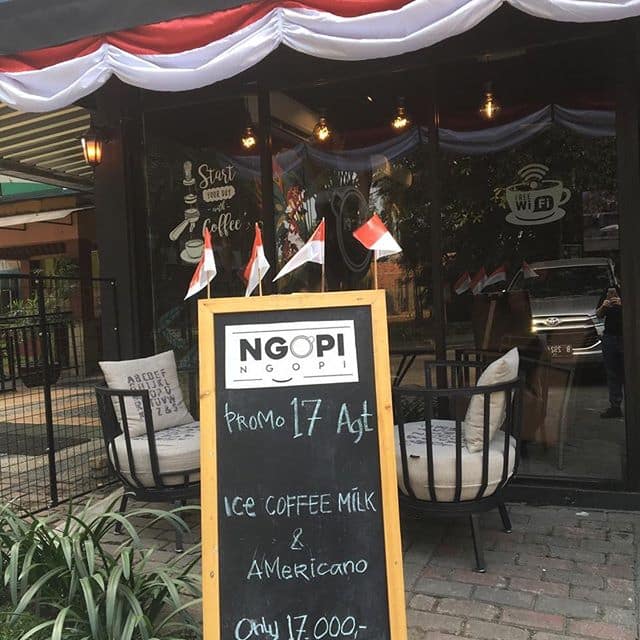 Start
YOUR DAY
with
Coffee
Wi Fi
NGOPI
NGOPI
PROMO 17 Agt
ICE COFFEE MILK
&
AMERICANO
Only 17.000,-
ABCDEF